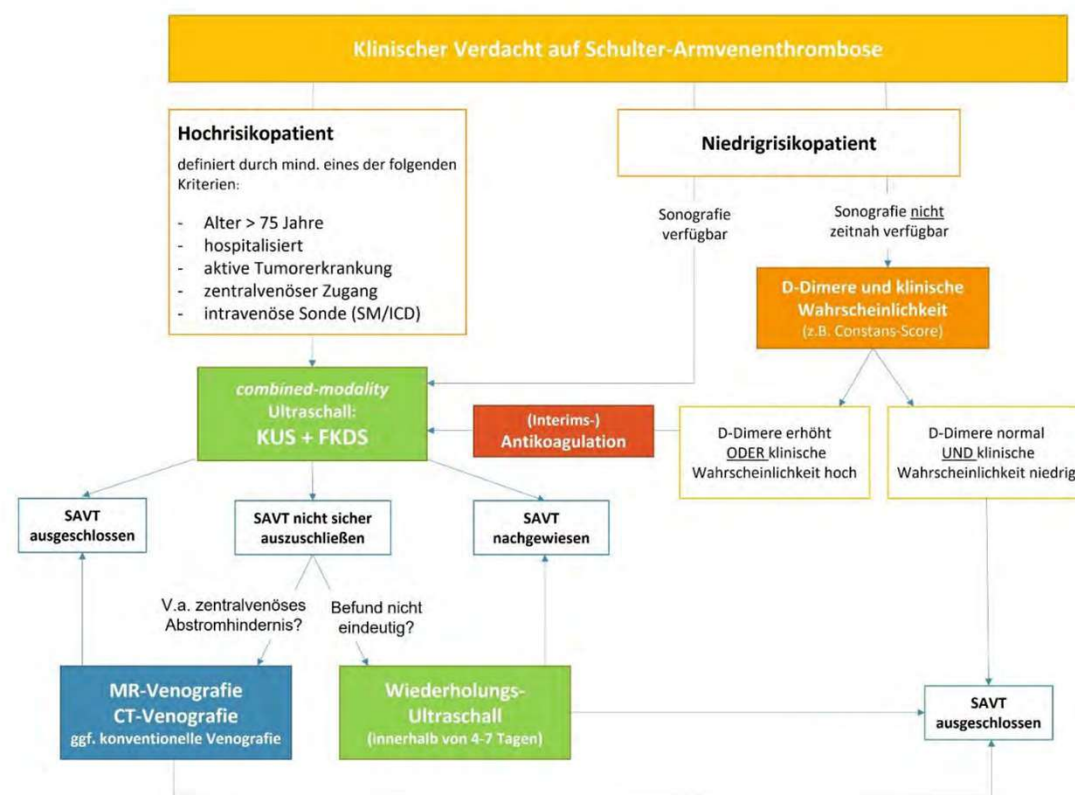 Klinischer Verdacht auf Schulter-Armvenenthrombose
Hochrisikopatient
definiert durch mind. eines der folgenden
Kriterien:
- Alter > 75 Jahre
- hospitalisiert
- aktive Tumorerkrankung
- zentralvenöser Zugang
- intravenöse Sonde (SM/ICD)
Niedrigrisikopatient
Sonografie
verfügbar
Sonografie nicht
zeitnah verfügbar
D-Dimere und klinische
Wahrscheinlichkeit
(z.B. Constans-Score)
combined-modality
Ultraschall:
KUS + FKDS
(Interims-)
Antikoagulation
D-Dimere erhöht
ODER klinische
Wahrscheinlichkeit hoch
D-Dimere normal
UND klinische
Wahrscheinlichkeit niedrig
SAVT
ausgeschlossen
SAVT nicht sicher
auszuschließen
SAVT
nachgewiesen
V.a. zentralvenöses
Abstromhindernis?
Befund nicht
eindeutig?
MR-Venografie
CT-Venografie
ggf. konventionelle Venografie
Wiederholungs-
Ultraschall
(innerhalb von 4-7 Tagen)
SAVT
ausgeschlossen